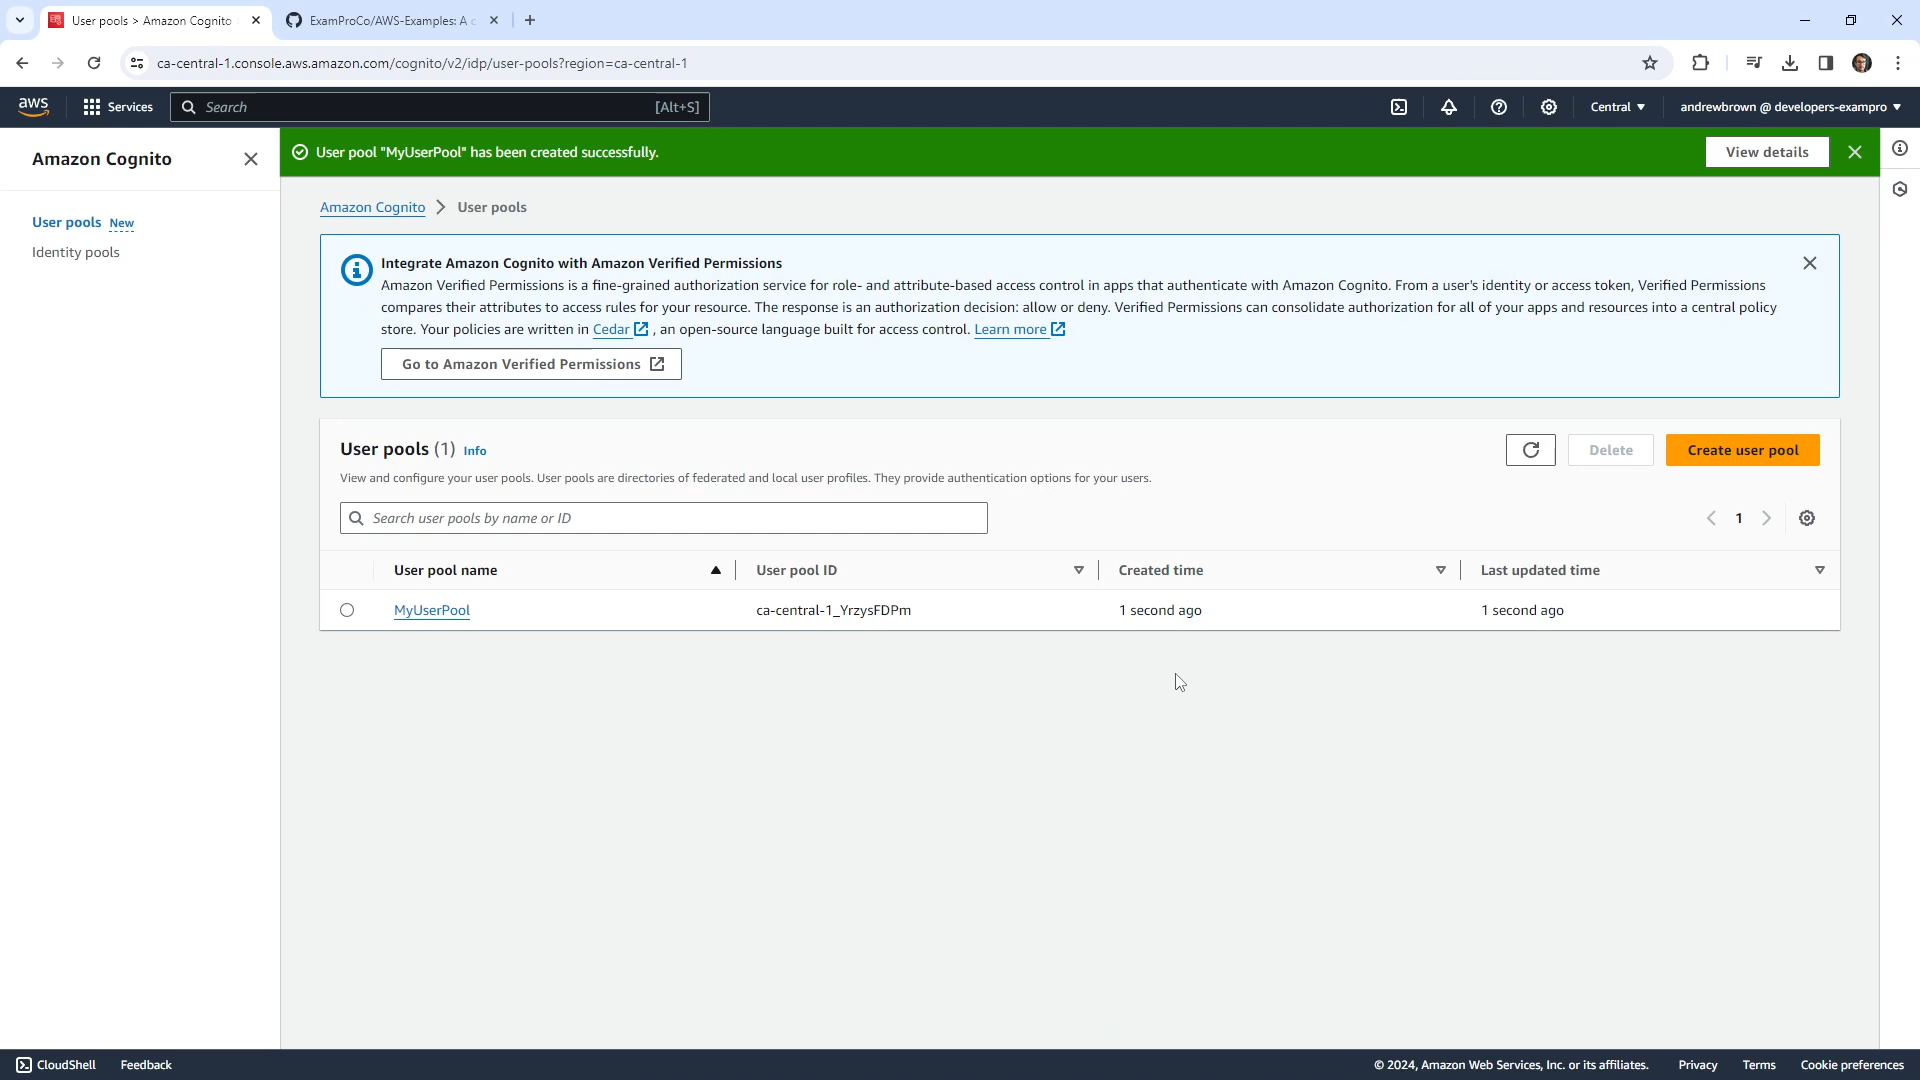 User pools > Amazon Cognito
ExamProCo/AWS-Examples: A c
ca-central-1.console.aws.amazon.com/cognito/v2/idp/user-pools?region=ca-central-1
aws
Services
Search
[Alt+S]
Central
andrewbrown @ developers-exampro
Amazon Cognito
User pools New
Identity pools
User pool "MyUserPool" has been created successfully.
View details
Amazon Cognito
User pools
Integrate Amazon Cognito with Amazon Verified Permissions
Amazon Verified Permissions is a fine-grained authorization service for role- and attribute-based access control in apps that authenticate with Amazon Cognito. From a user's identity or access token, Verified Permissions
compares their attributes to access rules for your resource. The response is an authorization decision: allow or deny. Verified Permissions can consolidate authorization for all of your apps and resources into a central policy
store. Your policies are written in Cedar , an open-source language built for access control. Learn more
Go to Amazon Verified Permissions
User pools (1) Info
Delete
Create user pool
View and configure your user pools. User pools are directories of federated and local user profiles. They provide authentication options for your users.
Search user pools by name or ID
1
User pool name
User pool ID
Created time
Last updated time
MyUserPool
ca-central-1_YrzysFDPm
1 second ago
1 second ago
CloudShell
Feedback
© 2024, Amazon Web Services, Inc. or its affiliates.
Privacy
Terms
Cookie preferences